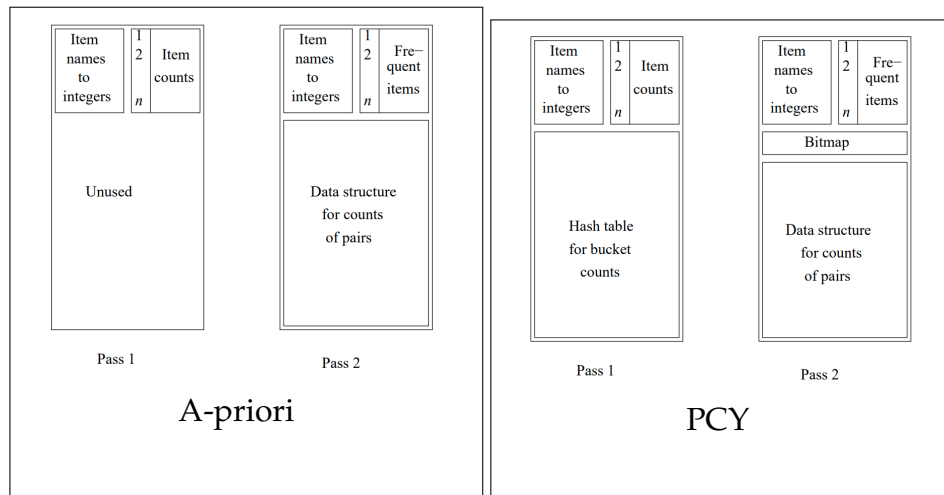 Item
names
to
integers
1
2
n
Item
counts
Unused
Pass 1
Item
names
to
integers
1
2
n
Fre−
quent
items
Data structure
for counts
of pairs
Pass 2
A-priori
Item
names
to
integers
1
2
n
Item
counts
Hash table
for bucket
counts
Pass 1
Item
names
to
integers
1
2
n
Fre−
quent
items
Bitmap
Data structure
for counts
of pairs
Pass 2
PCY